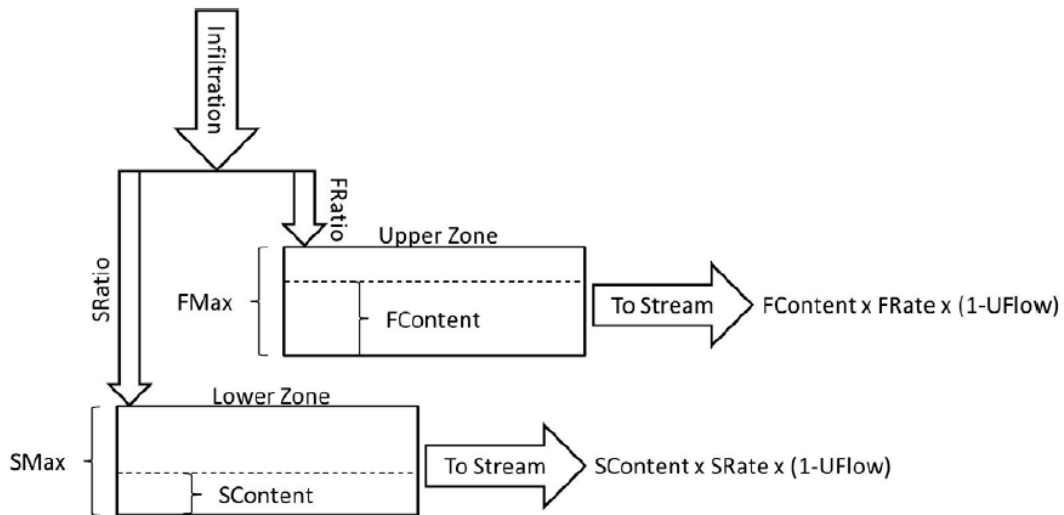 Infiltration
SRatio
FRatio
Upper Zone
FMax
FContent
To Stream
FContent x FRate x (1-UFlow)
Lower Zone
SMax
SContent
To Stream
SContent x SRate x (1-UFlow)